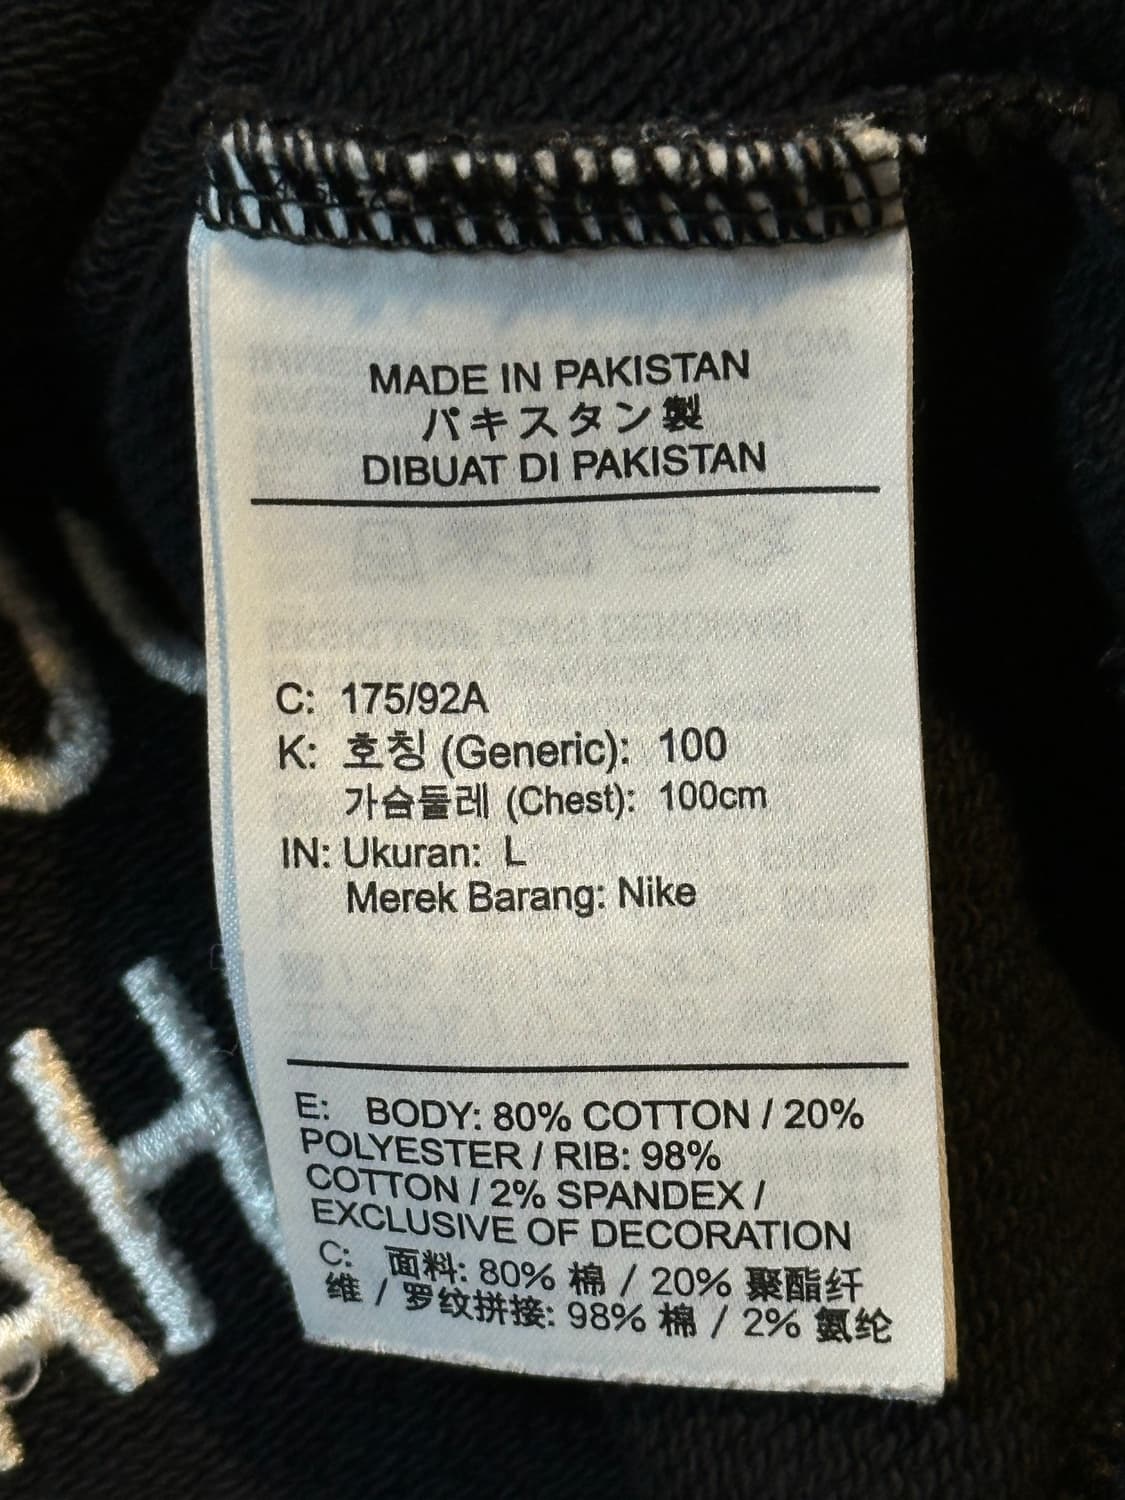 MADE IN PAKISTAN
パキスタン製
DIBUAT DI PAKISTAN
C: 175/92A
K: 호칭 (Generic): 100
가슴둘레 (Chest): 100cm
IN: Ukuran: L
Merek Barang: Nike
E: BODY: 80% COTTON / 20%
POLYESTER / RIB: 98%
COTTON / 2% SPANDEX /
EXCLUSIVE OF DECORATION
C: 面料: 80% 棉 / 20% 聚酯纤
维 / 罗纹拼接: 98% 棉 / 2% 氨纶